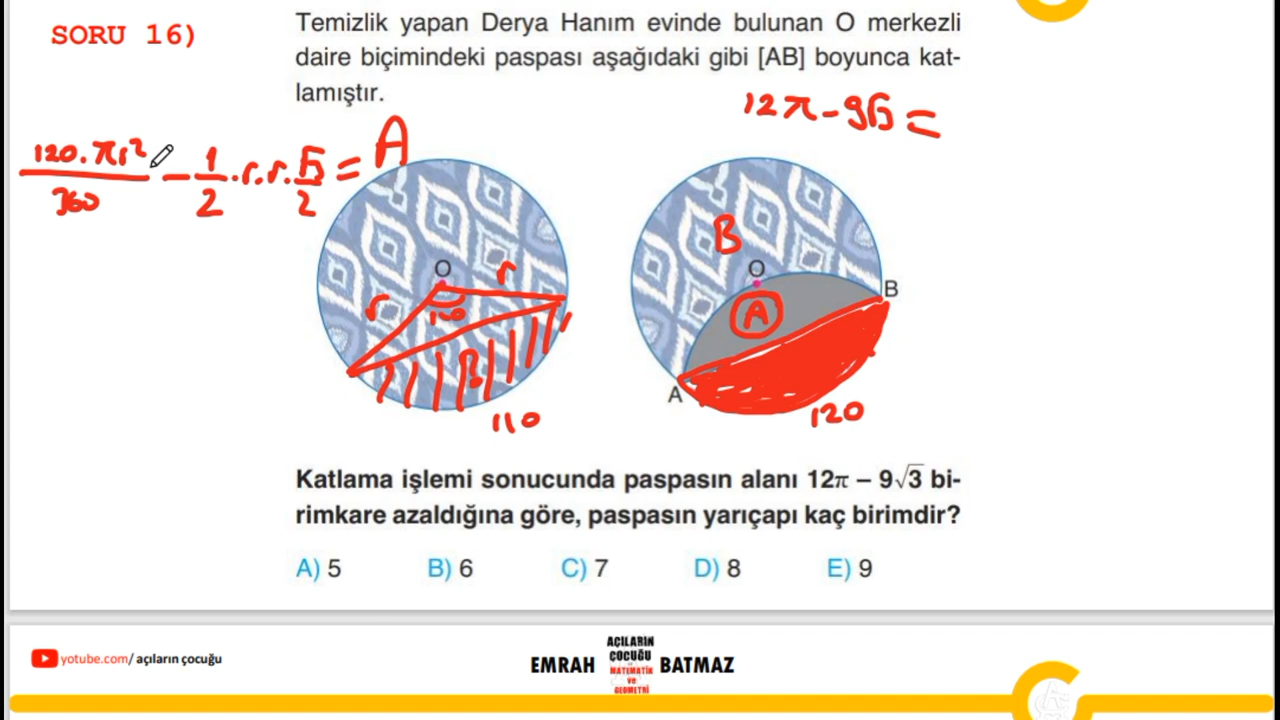 SORU 16)
Temizlik yapan Derya Hanım evinde bulunan O merkezli
daire biçimindeki paspası aşağıdaki gibi [AB] boyunca kat-
lamıştır.
12π - 9√3 =
120.πr² / 360 - 1/2 .r.r. √3/2 = A
O
r
r
120
B
110
B
O
A
B
A
120
Katlama işlemi sonucunda paspasın alanı 12π – 9√3 bi-
rimkare azaldığına göre, paspasın yarıçapı kaç birimdir?
A) 5 B) 6 C) 7 D) 8 E) 9
yotube.com/ açıların çocuğu
EMRAH
AÇILARIN
ÇOCUĞU
MATEMATİK
ve
GEOMETRİ
BATMAZ